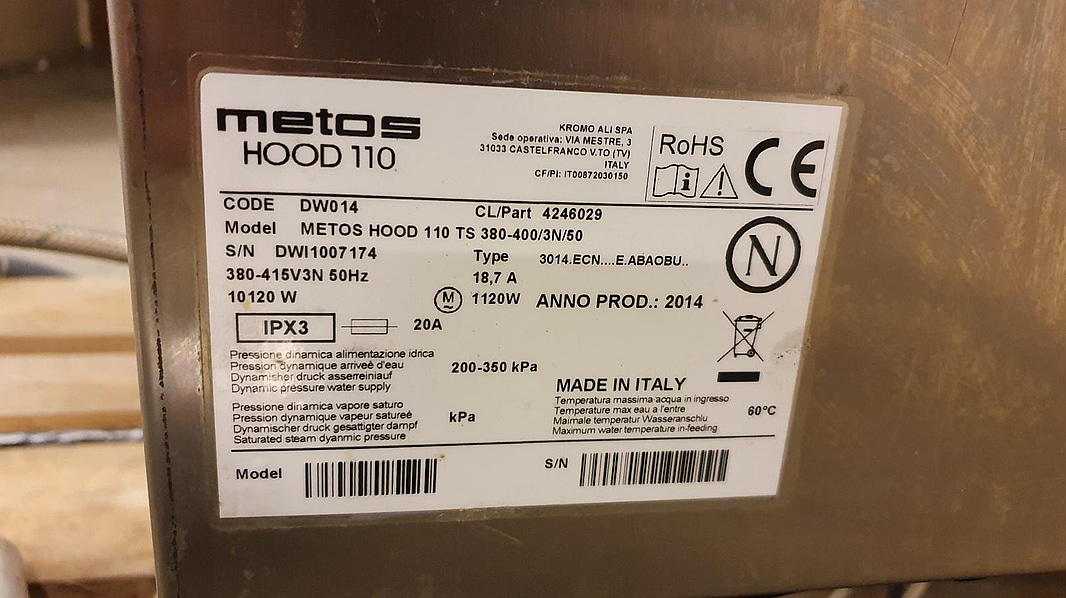 metos
HOOD 110
KROMO ALI SPA
Sede operativa: VIA MESTRE, 3
31033 CASTELFRANCO V.TO (TV)
ITALY
CF/PI: IT00872030150
RoHS
CE
CODE DW014
CL/Part 4246029
Model METOS HOOD 110 TS 380-400/3N/50
S/N DWI1007174
Type 3014.ECN....E.ABAOBU..
380-415V3N 50Hz
18,7 A
N
10120 W
M
~
1120W
ANNO PROD.: 2014
IPX3
20A
Pressione dinamica alimentazione idrica
Pression dynamique arriveé d'eau
Dynamisher druck asserreiniauf
Dynamic pressure water supply
200-350 kPa
MADE IN ITALY
Temperatura massima acqua in ingresso
Temperature max eau a l'entre
Maimale temperatur Wasseranschlu
Maximum water temperature in-feeding
60°C
Pressione dinamica vapore saturo
Pression dynamique vapeur satureé
Dynamischer druck gesattigter dampf
Saturated steam dyanmic pressure
kPa
Model
S/N